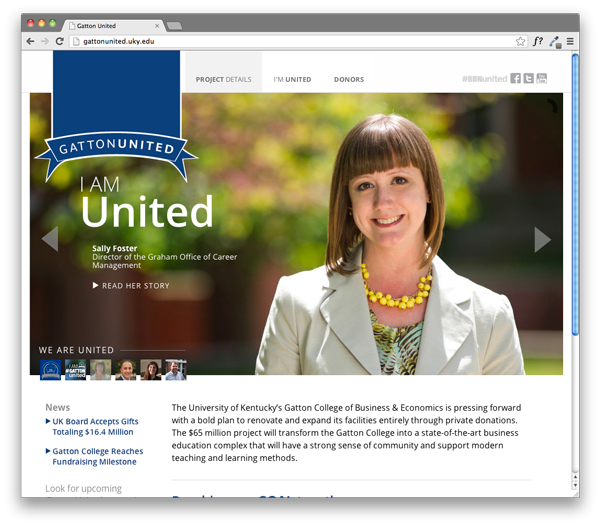 Gatton United
gattonunited.uky.edu
f?
PROJECT DETAILS
I'M UNITED
DONORS
united
You
GATTONUNITED
I AM
United
Sally Foster
Director of the Graham Office of Career
Management
READ HER STORY
WE ARE UNITED
I AM
#GATTON
united
News
UK Board Accepts Gifts
Totaling $16.4 Million
Gatton College Reaches
Fundraising Milestone
Look for upcoming
The University of Kentucky's Gatton College of Business & Economics is pressing forward
with a bold plan to renovate and expand its facilities entirely through private donations.
The $65 million project will transform the Gatton College into a state-of-the-art business
education complex that will have a strong sense of community and support modern
teaching and learning methods.